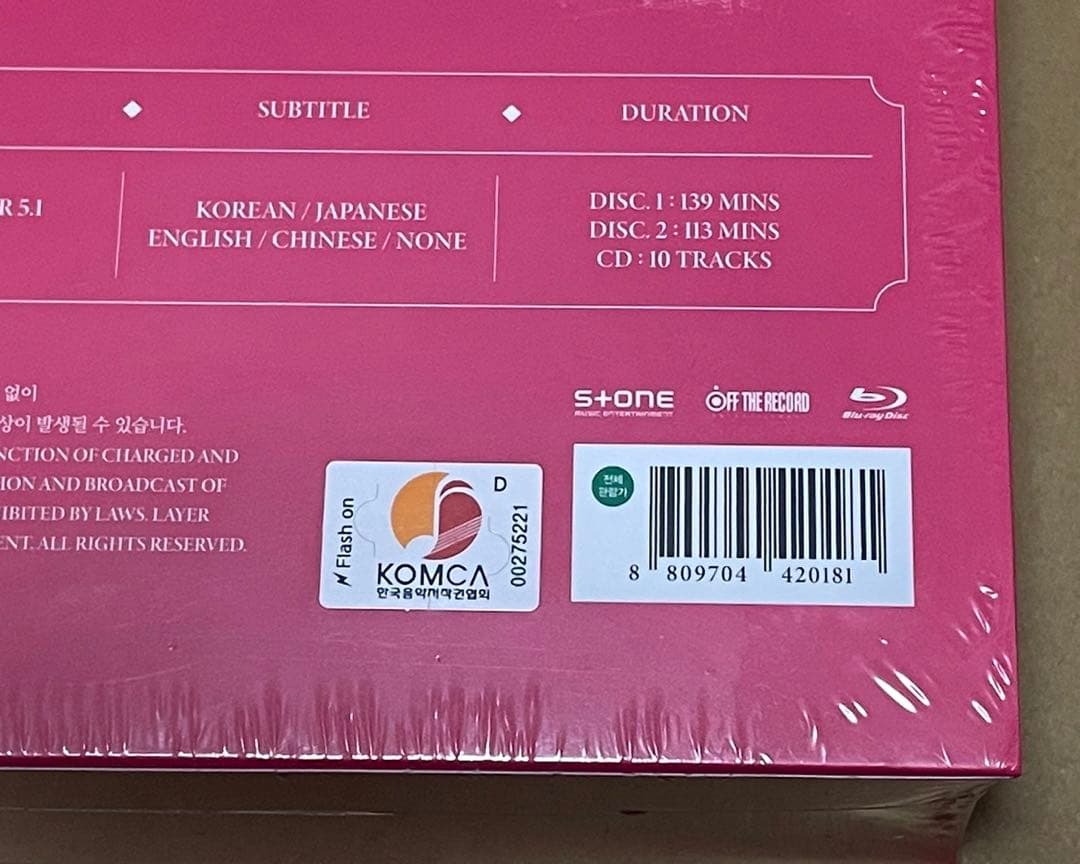 SUBTITLE
DURATION
R 5.1
KOREAN / JAPANESE
ENGLISH / CHINESE / NONE
DISC. 1 : 139 MINS
DISC. 2 : 113 MINS
CD : 10 TRACKS
없이
상이 발생될 수 있습니다.
NCTION OF CHARGED AND
ION AND BROADCAST OF
IBITED BY LAWS. LAYER
ENT. ALL RIGHTS RESERVED.
STONE
MUSIC ENTERTAINMENT
OFF THE RECORD
Blu-ray Disc
Flash on
D
00275221
KOMCA
한국음악저작권협회
전체
관람가
8 809704 420181